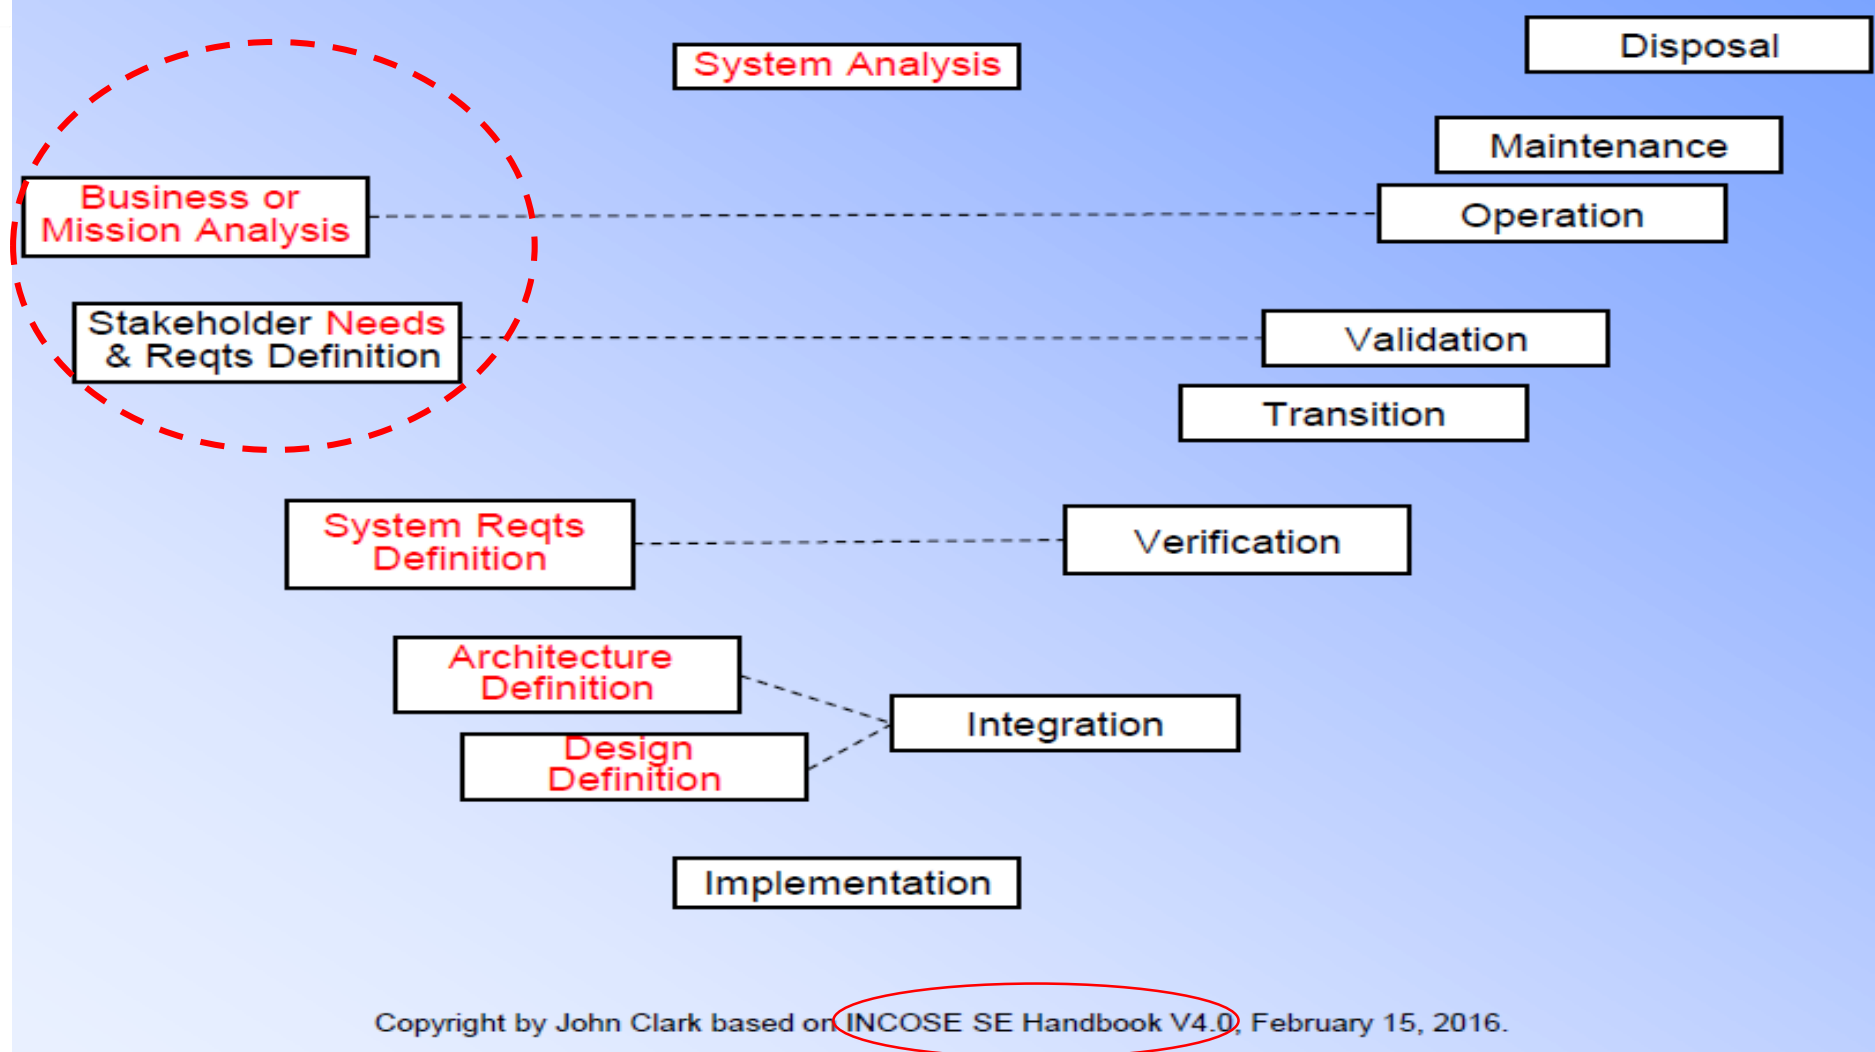 System Analysis
Disposal
Maintenance
Business or
Mission Analysis
Operation
Stakeholder Needs
& Reqts Definition
Validation
Transition
System Reqts
Definition
Verification
Architecture
Definition
Integration
Design
Definition
Implementation
Copyright by John Clark based on INCOSE SE Handbook V4.0, February 15, 2016.